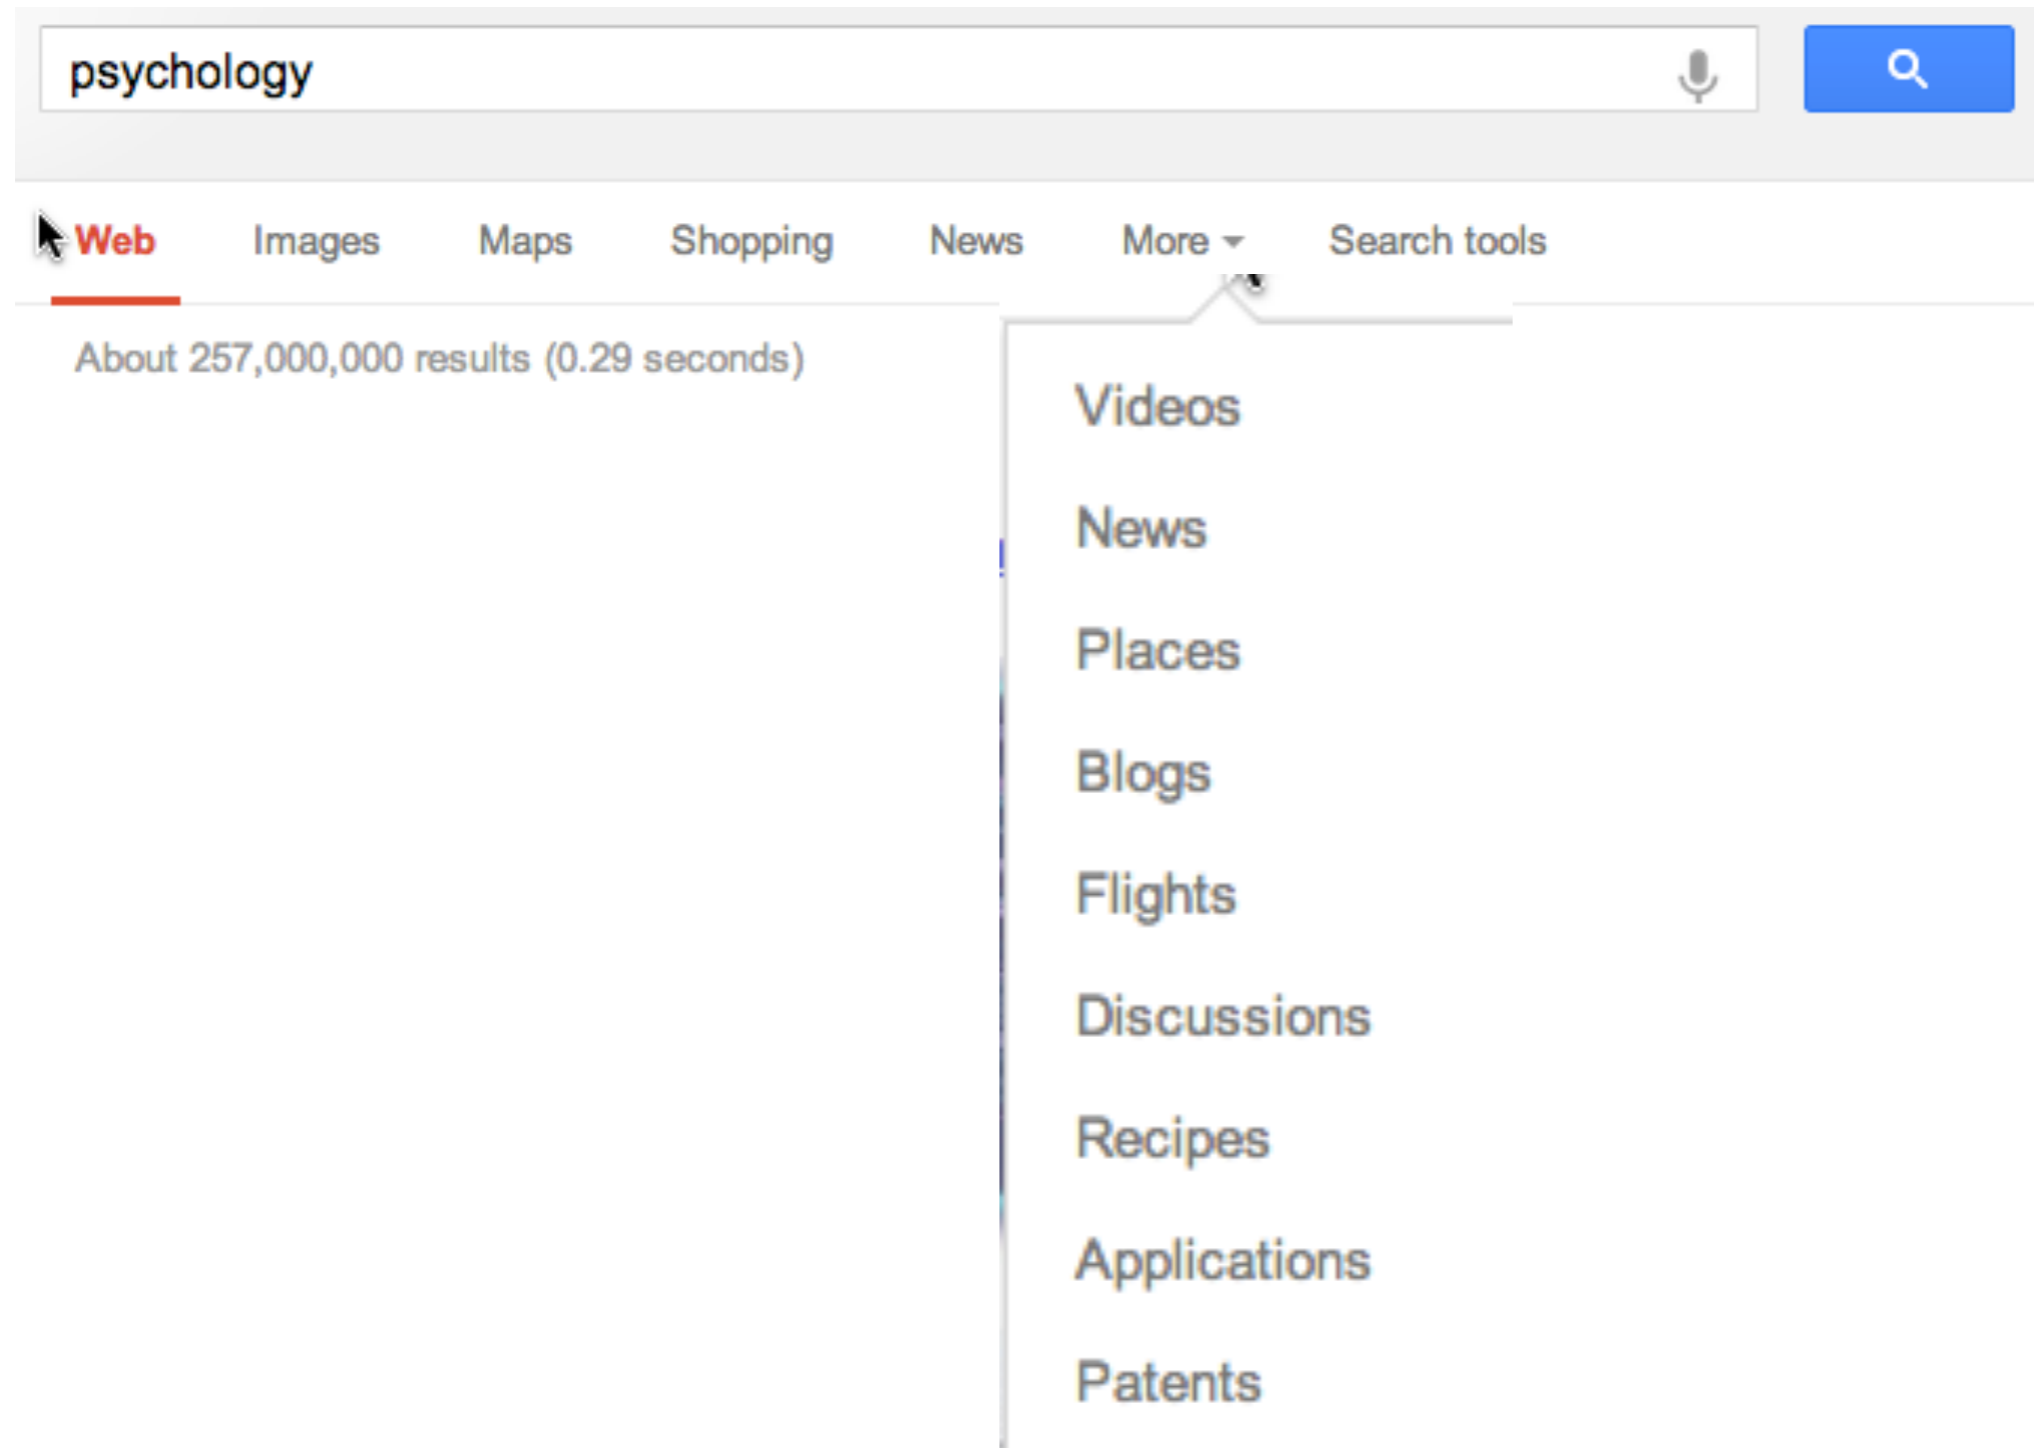 psychology
Web Images Maps Shopping News More Search tools
About 257,000,000 results (0.29 seconds)
Videos
News
Places
Blogs
Flights
Discussions
Recipes
Applications
Patents